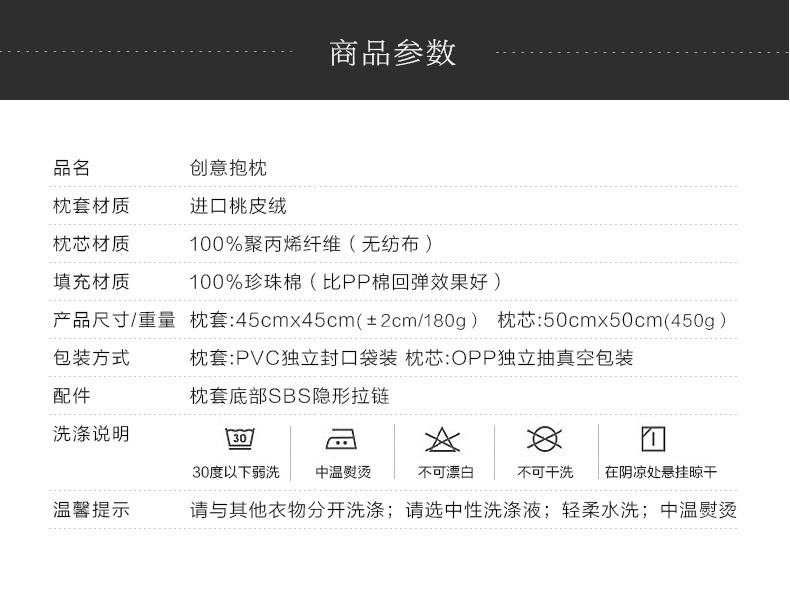 商品参数
品名 创意抱枕
枕套材质 进口桃皮绒
枕芯材质 100%聚丙烯纤维（无纺布）
填充材质 100%珍珠棉（比PP棉回弹效果好）
产品尺寸/重量 枕套:45cmx45cm(±2cm/180g） 枕芯:50cmx50cm(450g）
包装方式 枕套:PVC独立封口袋装 枕芯:OPP独立抽真空包装
配件 枕套底部SBS隐形拉链
洗涤说明
30
30度以下弱洗 中温熨烫 不可漂白 不可干洗 在阴凉处悬挂晾干
温馨提示 请与其他衣物分开洗涤；请选中性洗涤液；轻柔水洗；中温熨烫